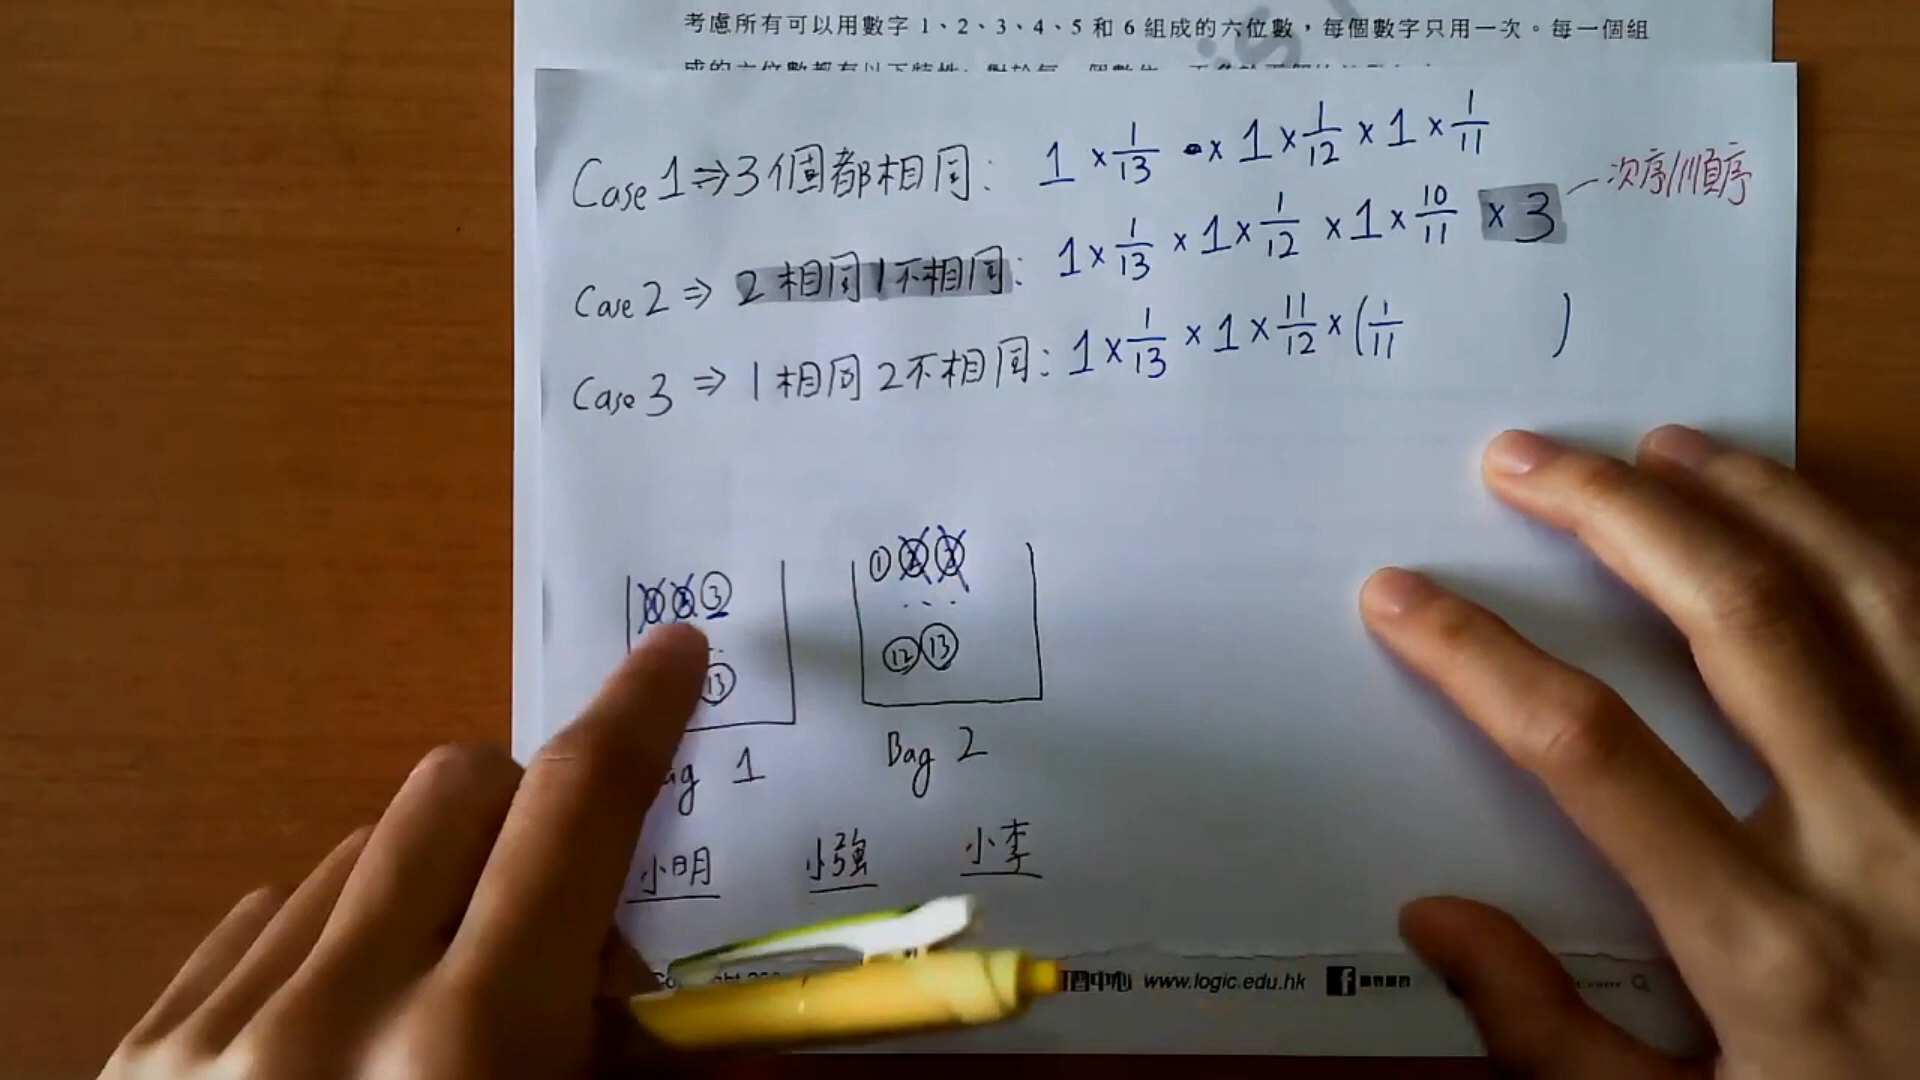 考慮所有可以用數字 1、2、3、4、5 和 6 組成的六位數，每個數字只用一次。每一個組
Case 1 ⇒ 3個都相同: 1 × 1/13 × 1 × 1/12 × 1 × 1/11
Case 2 ⇒ 2相同1不相同: 1 × 1/13 × 1 × 1/12 × 1 × 10/11 × 3
次序/順序
Case 3 ⇒ 1相同2不相同: 1 × 1/13 × 1 × 11/12 × (1/11 )
③ ① 
13 ⑫ ⑬
Bag 2
1
小明 小強 小李
習中心 www.logic.edu.hk